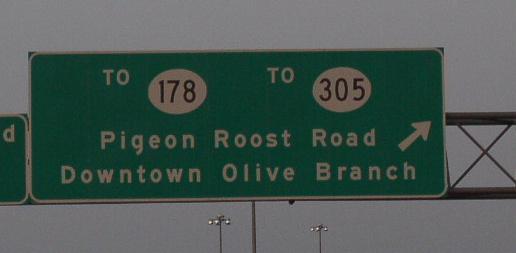 TO 178 TO 305
Pigeon Roost Road
Downtown Olive Branch
d